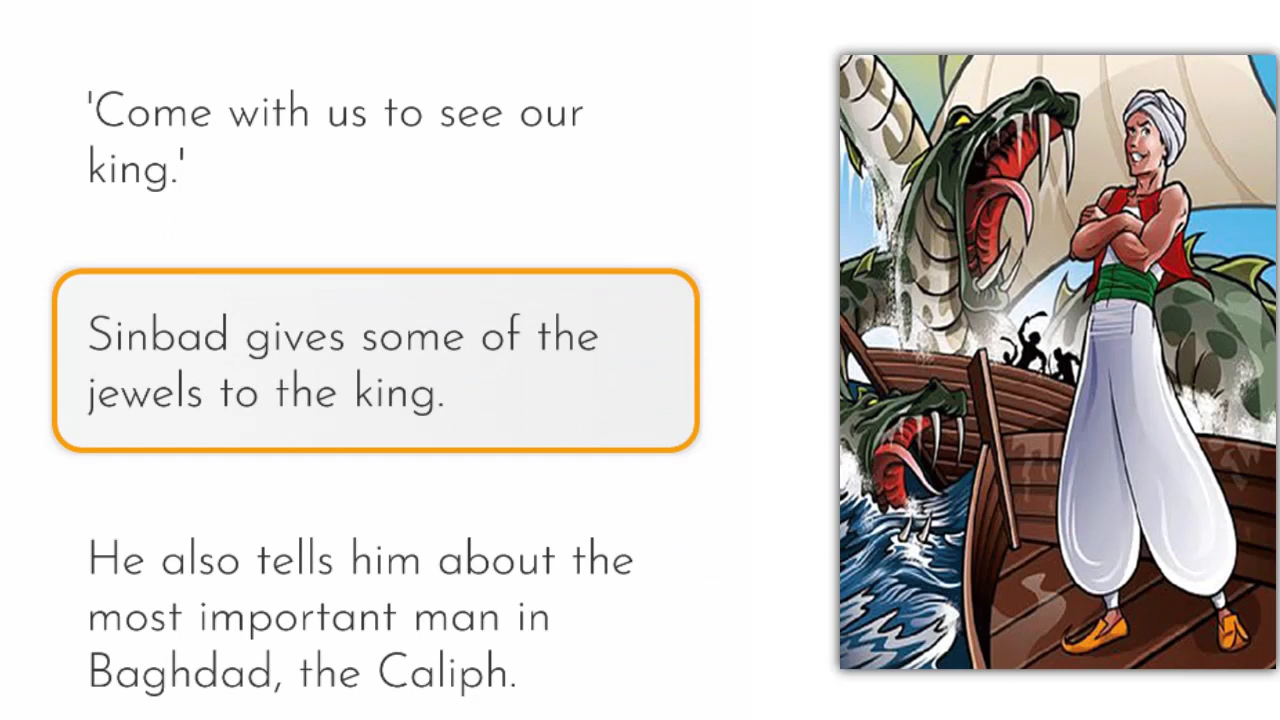 'Come with us to see our
king.'
Sinbad gives some of the
jewels to the king.
He also tells him about the
most important man in
Baghdad, the Caliph.